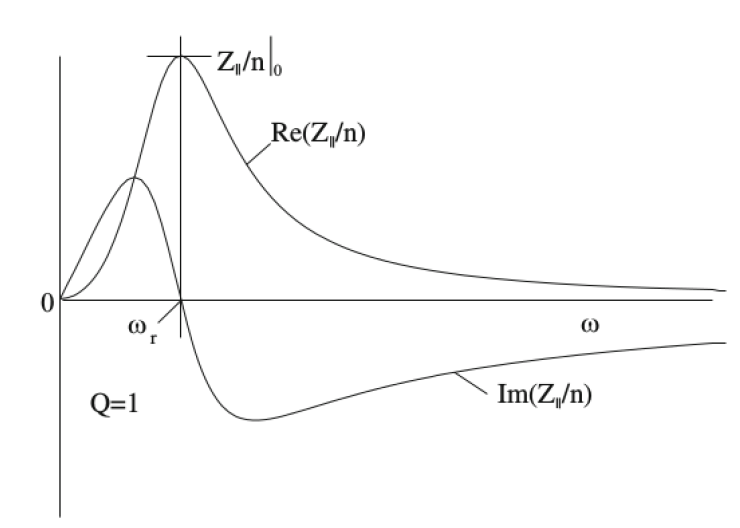 Z∥/n|₀
Re(Z∥/n)
0
ωᵣ
ω
Q=1
Im(Z∥/n)